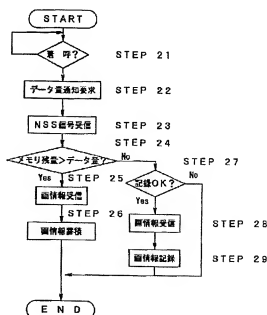 START
着呼?
STEP 21
データ量通知要求
STEP 22
NSS信号受信
STEP 23
STEP 24
メモリ残量>データ量?
No
STEP 27
Yes
STEP 25
記録OK?
No
画情報受信
Yes
STEP 26
画情報蓄積
画情報受信
STEP 28
画情報記録
STEP 29
END